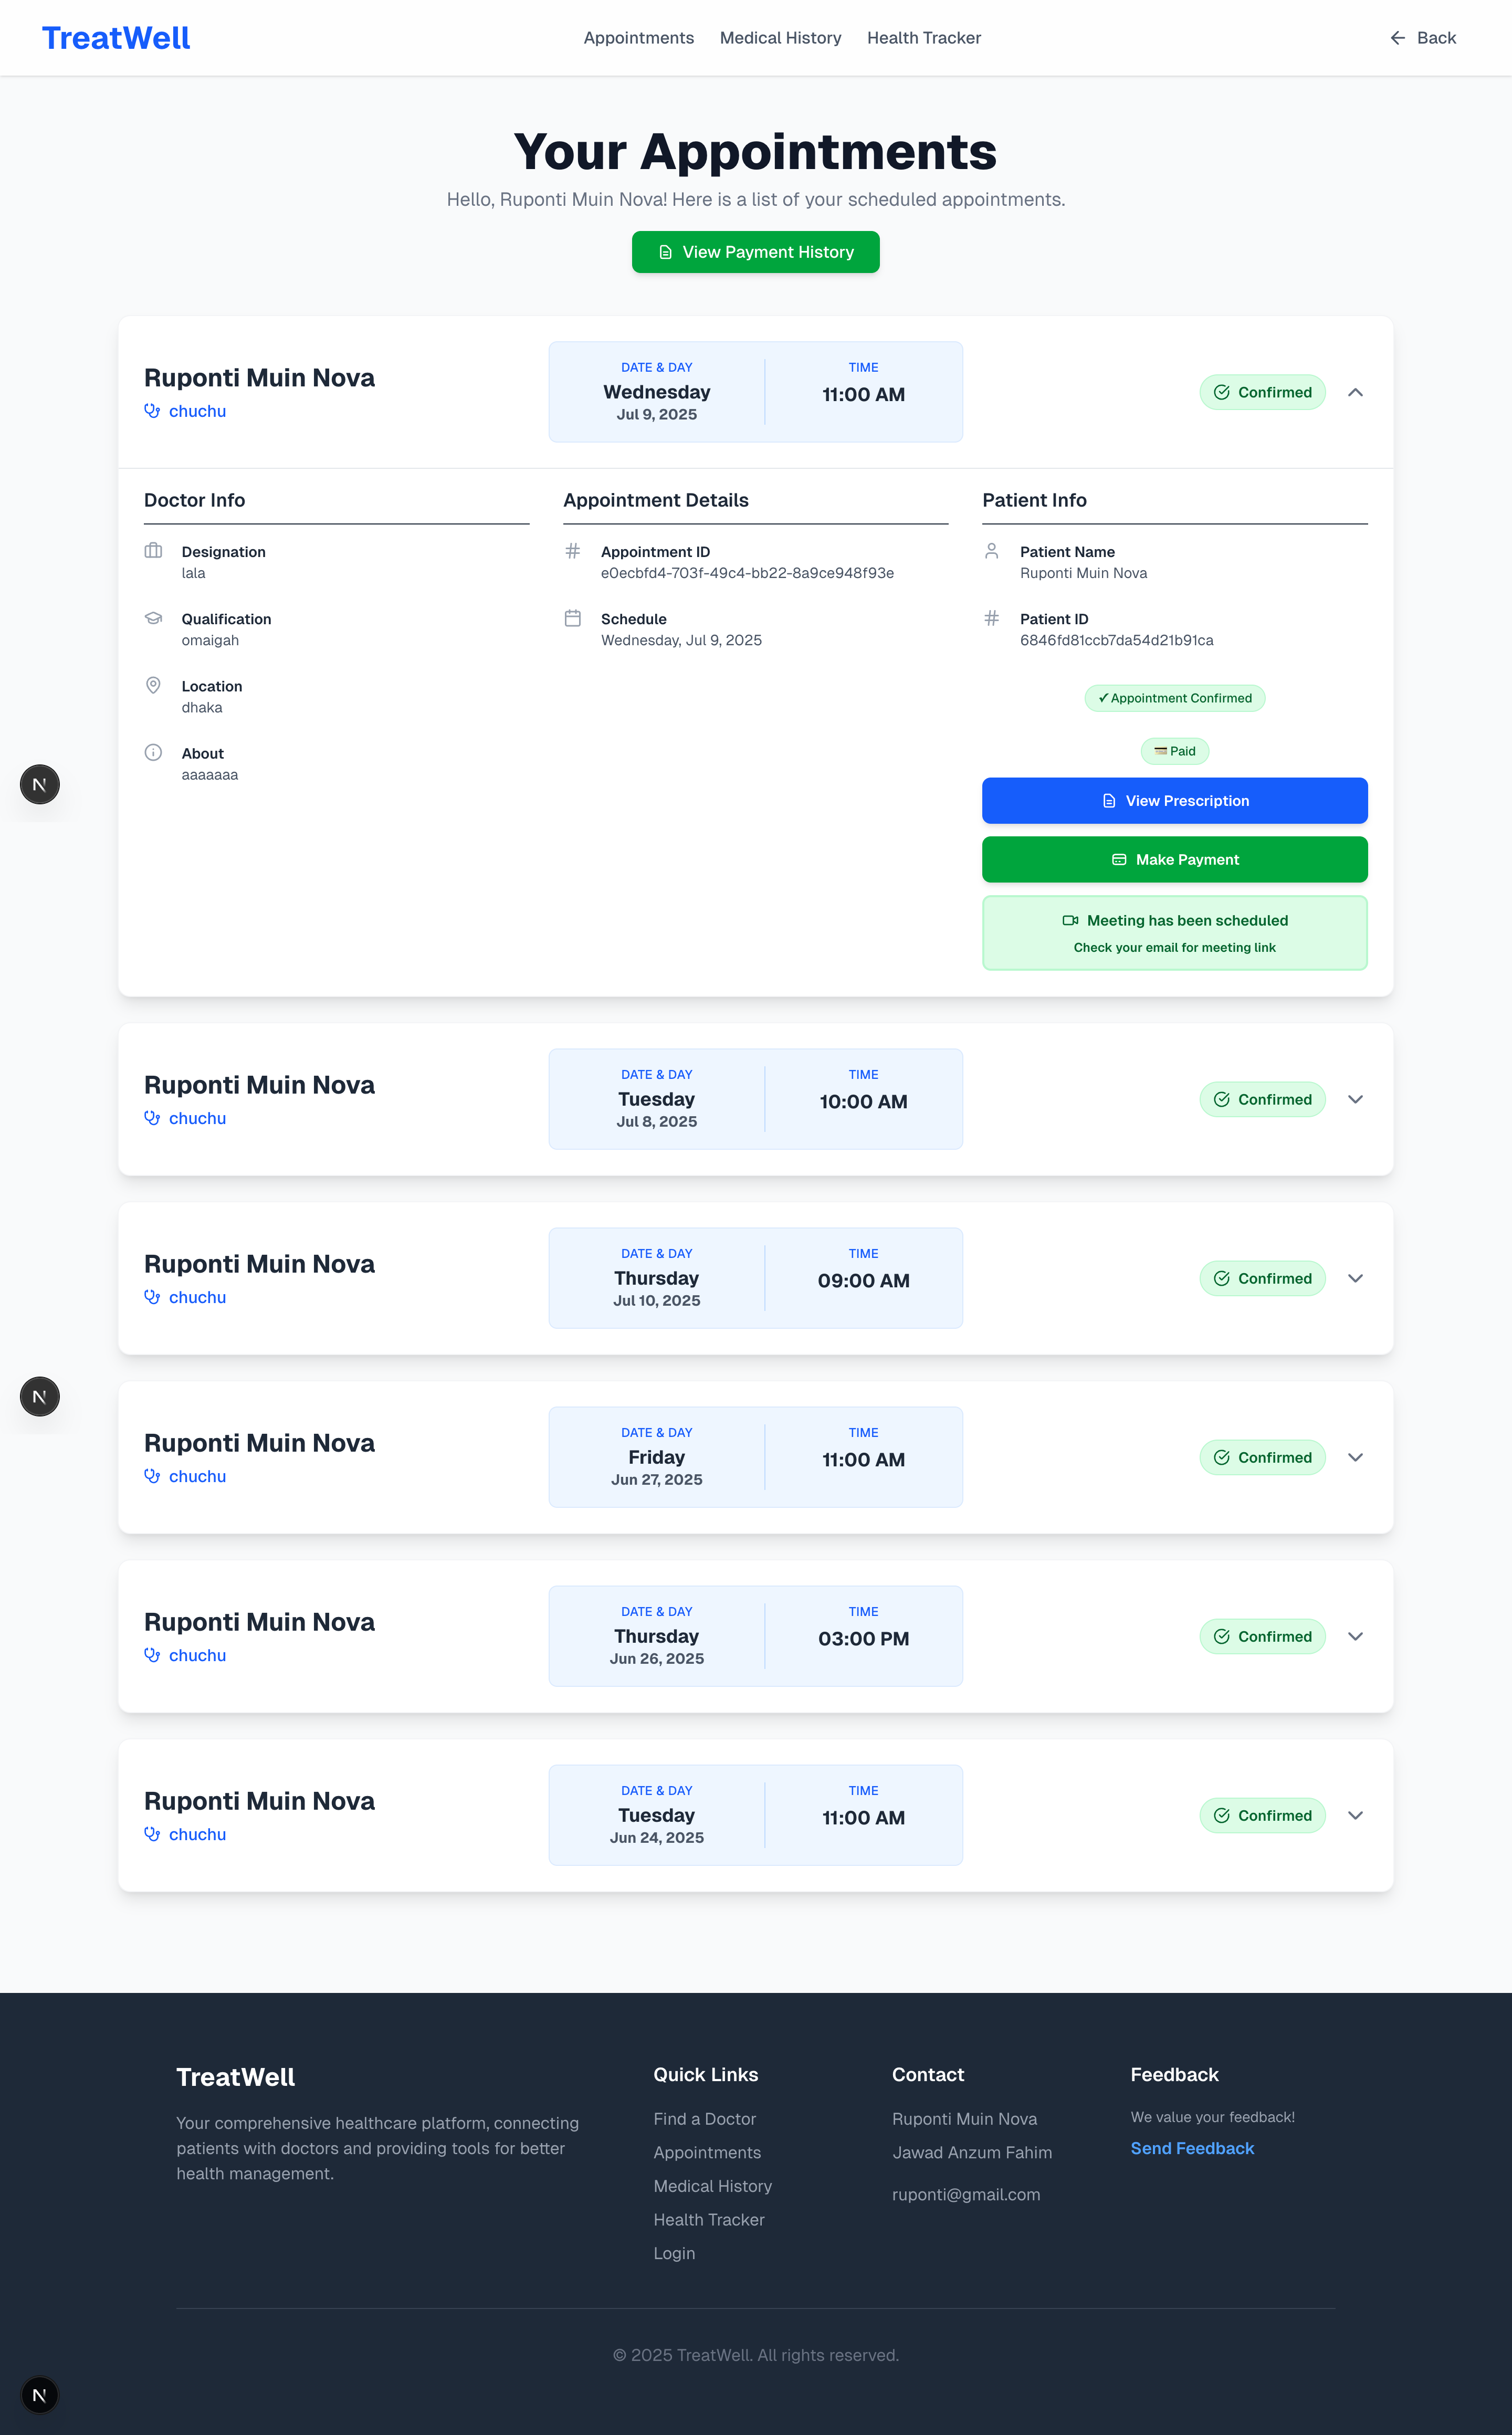 TreatWell
Appointments
Medical History
Health Tracker
Back
Your Appointments
Hello, Ruponti Muin Nova! Here is a list of your scheduled appointments.
View Payment History
Ruponti Muin Nova
chuchu
DATE & DAY
Wednesday
Jul 9, 2025
TIME
11:00 AM
Confirmed
Doctor Info
Designation
lala
Qualification
omaigah
Location
dhaka
About
aaaaaaa
Appointment Details
Appointment ID
e0ecbfd4-703f-49c4-bb22-8a9ce948f93e
Schedule
Wednesday, Jul 9, 2025
Patient Info
Patient Name
Ruponti Muin Nova
Patient ID
6846fd81ccb7da54d21b91ca
✓ Appointment Confirmed
Paid
View Prescription
Make Payment
Meeting has been scheduled
Check your email for meeting link
Ruponti Muin Nova
chuchu
DATE & DAY
Tuesday
Jul 8, 2025
TIME
10:00 AM
Confirmed
Ruponti Muin Nova
chuchu
DATE & DAY
Thursday
Jul 10, 2025
TIME
09:00 AM
Confirmed
Ruponti Muin Nova
chuchu
DATE & DAY
Friday
Jun 27, 2025
TIME
11:00 AM
Confirmed
Ruponti Muin Nova
chuchu
DATE & DAY
Thursday
Jun 26, 2025
TIME
03:00 PM
Confirmed
Ruponti Muin Nova
chuchu
DATE & DAY
Tuesday
Jun 24, 2025
TIME
11:00 AM
Confirmed
TreatWell
Your comprehensive healthcare platform, connecting
patients with doctors and providing tools for better
health management.
Quick Links
Find a Doctor
Appointments
Medical History
Health Tracker
Login
Contact
Ruponti Muin Nova
Jawad Anzum Fahim
ruponti@gmail.com
Feedback
We value your feedback!
Send Feedback
© 2025 TreatWell. All rights reserved.
N
N
N